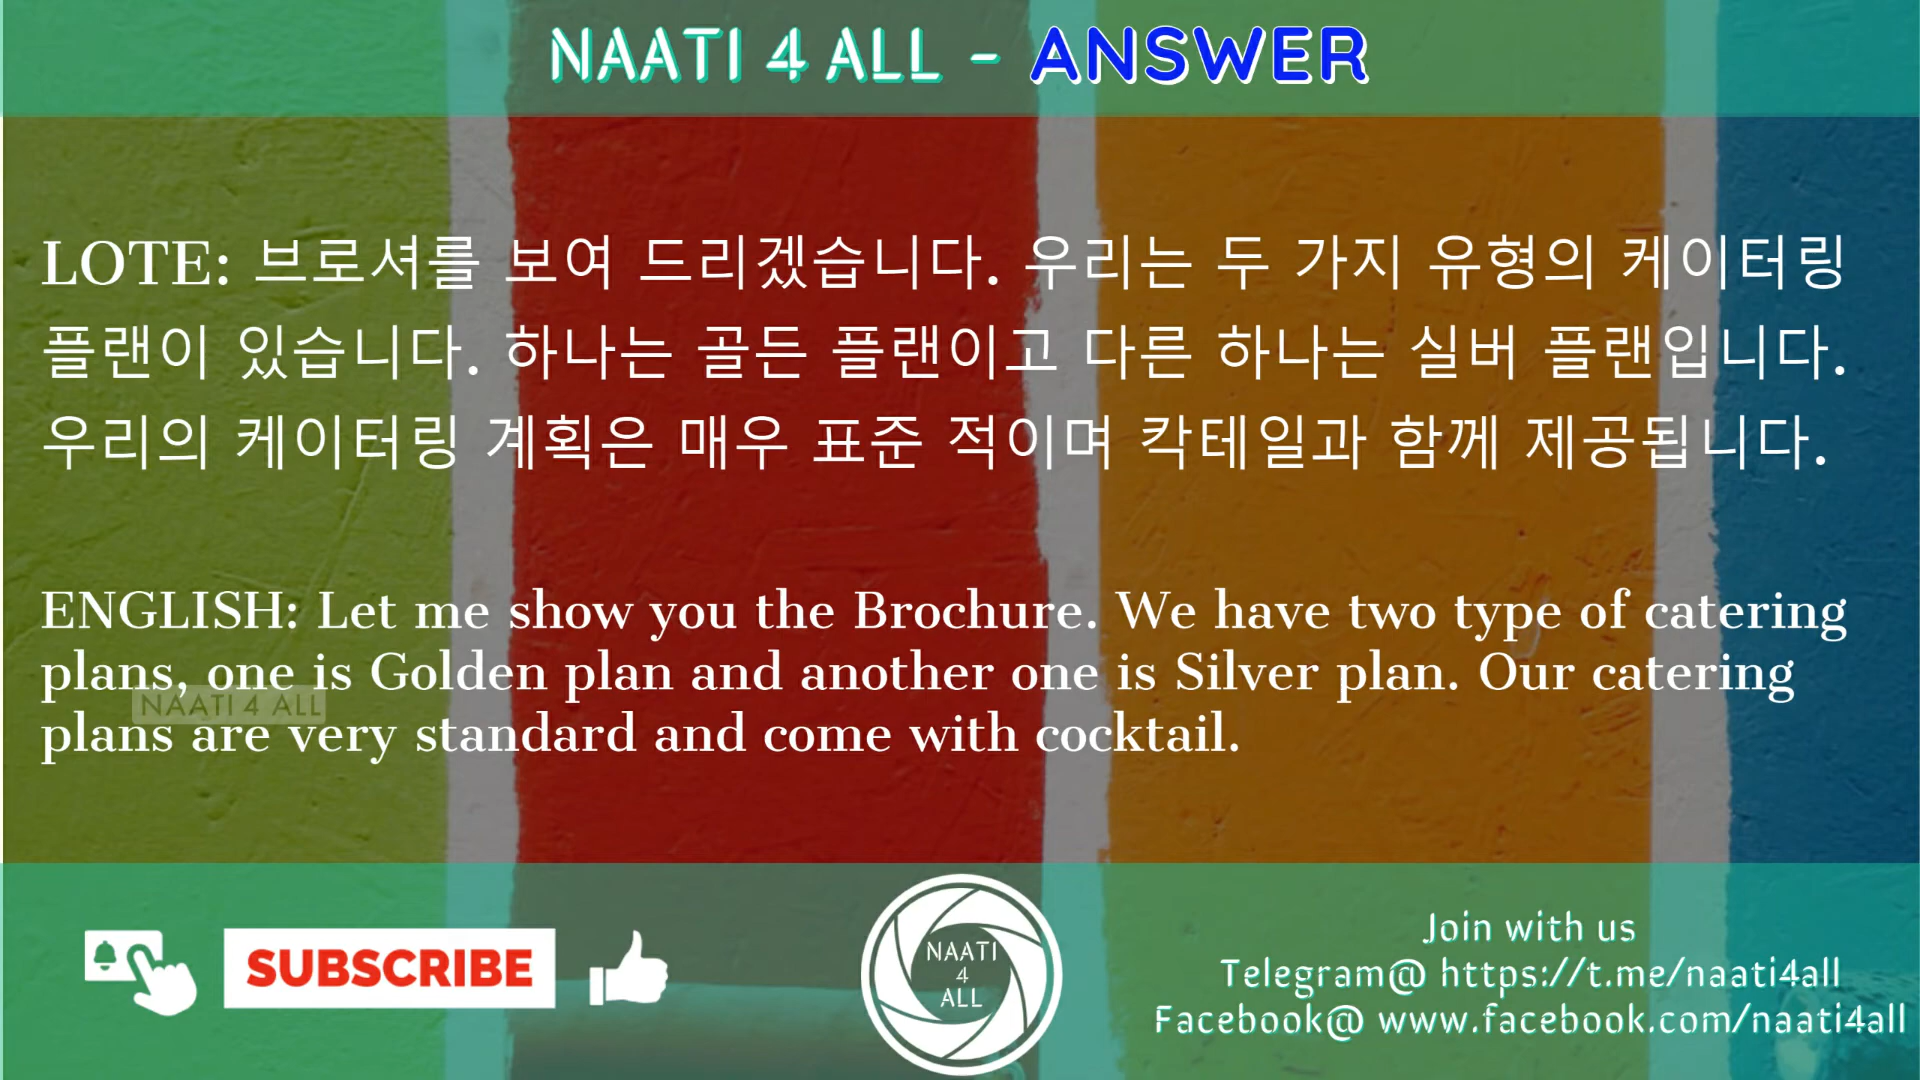 NAATI 4 ALL - ANSWER
LOTE: 브로셔를 보여 드리겠습니다. 우리는 두 가지 유형의 케이터링
플랜이 있습니다. 하나는 골든 플랜이고 다른 하나는 실버 플랜입니다.
우리의 케이터링 계획은 매우 표준 적이며 칵테일과 함께 제공됩니다.
ENGLISH: Let me show you the Brochure. We have two type of catering
plans, one is Golden plan and another one is Silver plan. Our catering
NAATI 4 ALL
plans are very standard and come with cocktail.
SUBSCRIBE
NAATI
4
ALL
Join with us
Telegram@ https://t.me/naati4all
Facebook@ www.facebook.com/naati4all